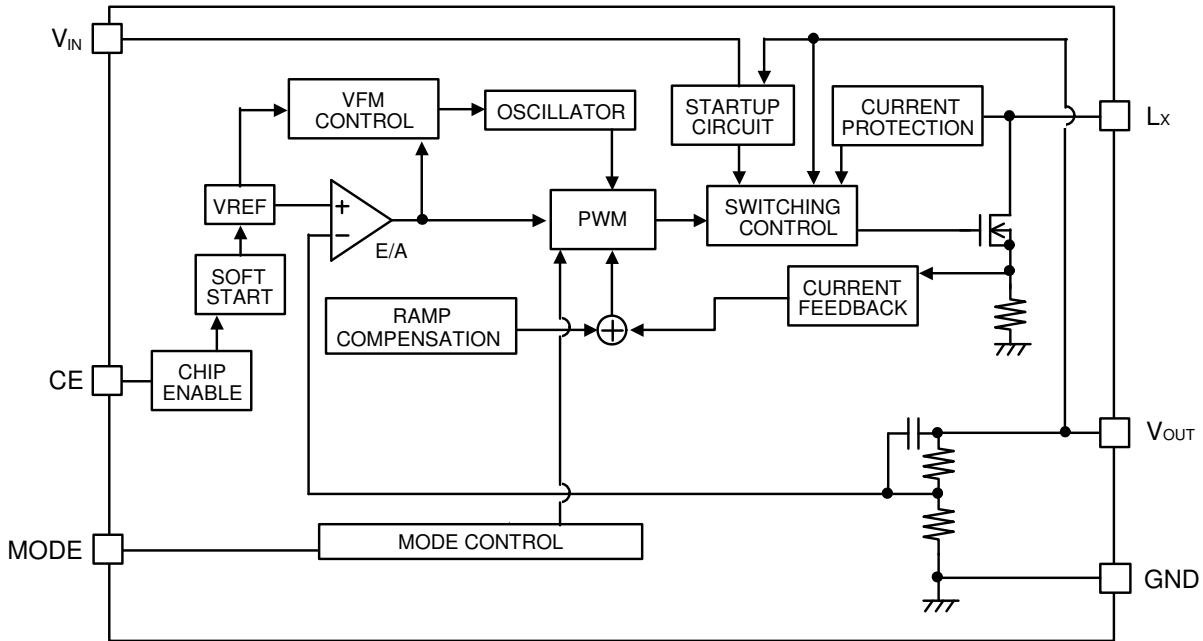 VIN
VFM
CONTROL
OSCILLATOR
STARTUP
CIRCUIT
CURRENT
PROTECTION
LX
VREF
+
−
E/A
PWM
SWITCHING
CONTROL
SOFT
START
RAMP
COMPENSATION
CURRENT
FEEDBACK
CE
CHIP
ENABLE
VOUT
MODE
MODE CONTROL
GND